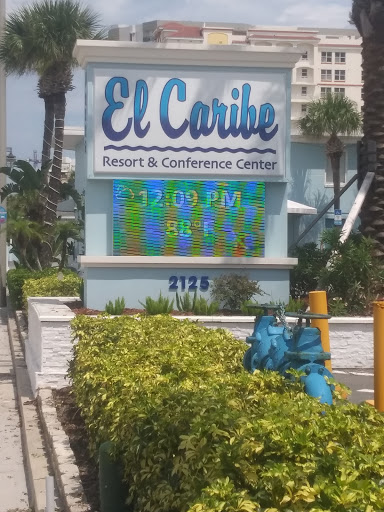 El Caribe
Resort & Conference Center
12:09 PM
88°F
2125